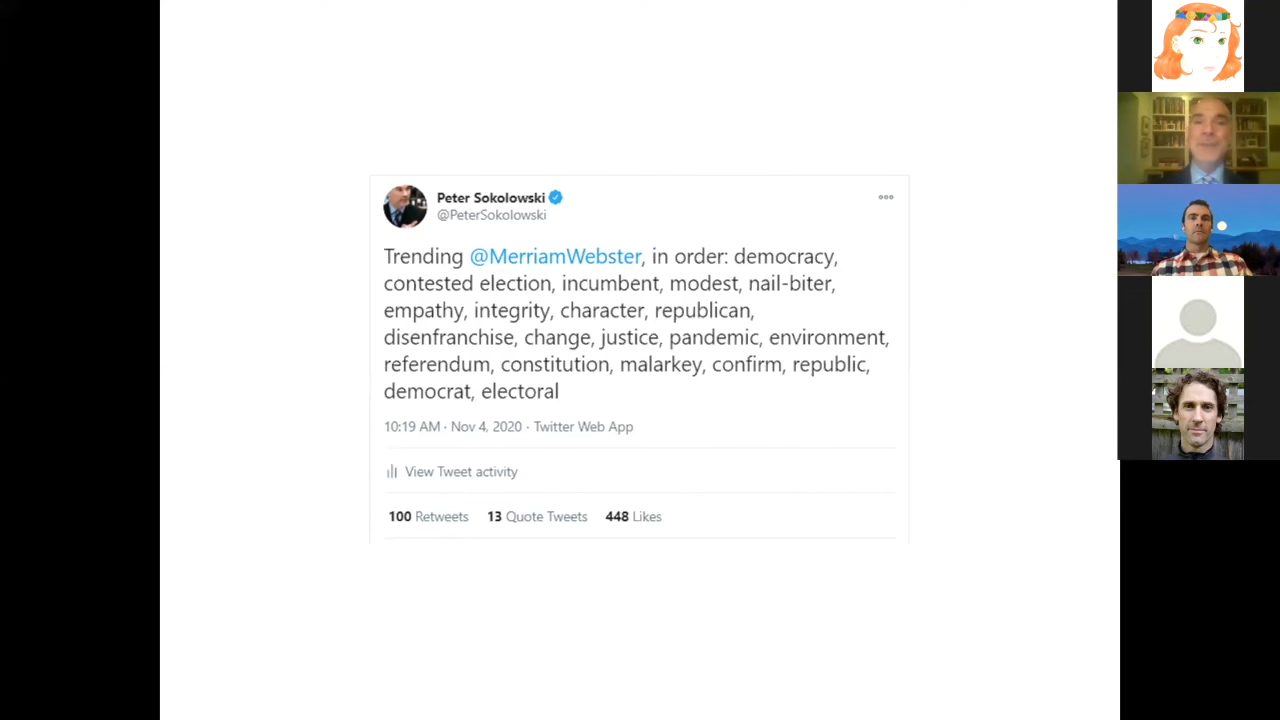 Peter Sokolowski
@PeterSokolowski
Trending @MerriamWebster, in order: democracy,
contested election, incumbent, modest, nail-biter,
empathy, integrity, character, republican,
disenfranchise, change, justice, pandemic, environment,
referendum, constitution, malarkey, confirm, republic,
democrat, electoral
10:19 AM · Nov 4, 2020 · Twitter Web App
View Tweet activity
100 Retweets 13 Quote Tweets 448 Likes